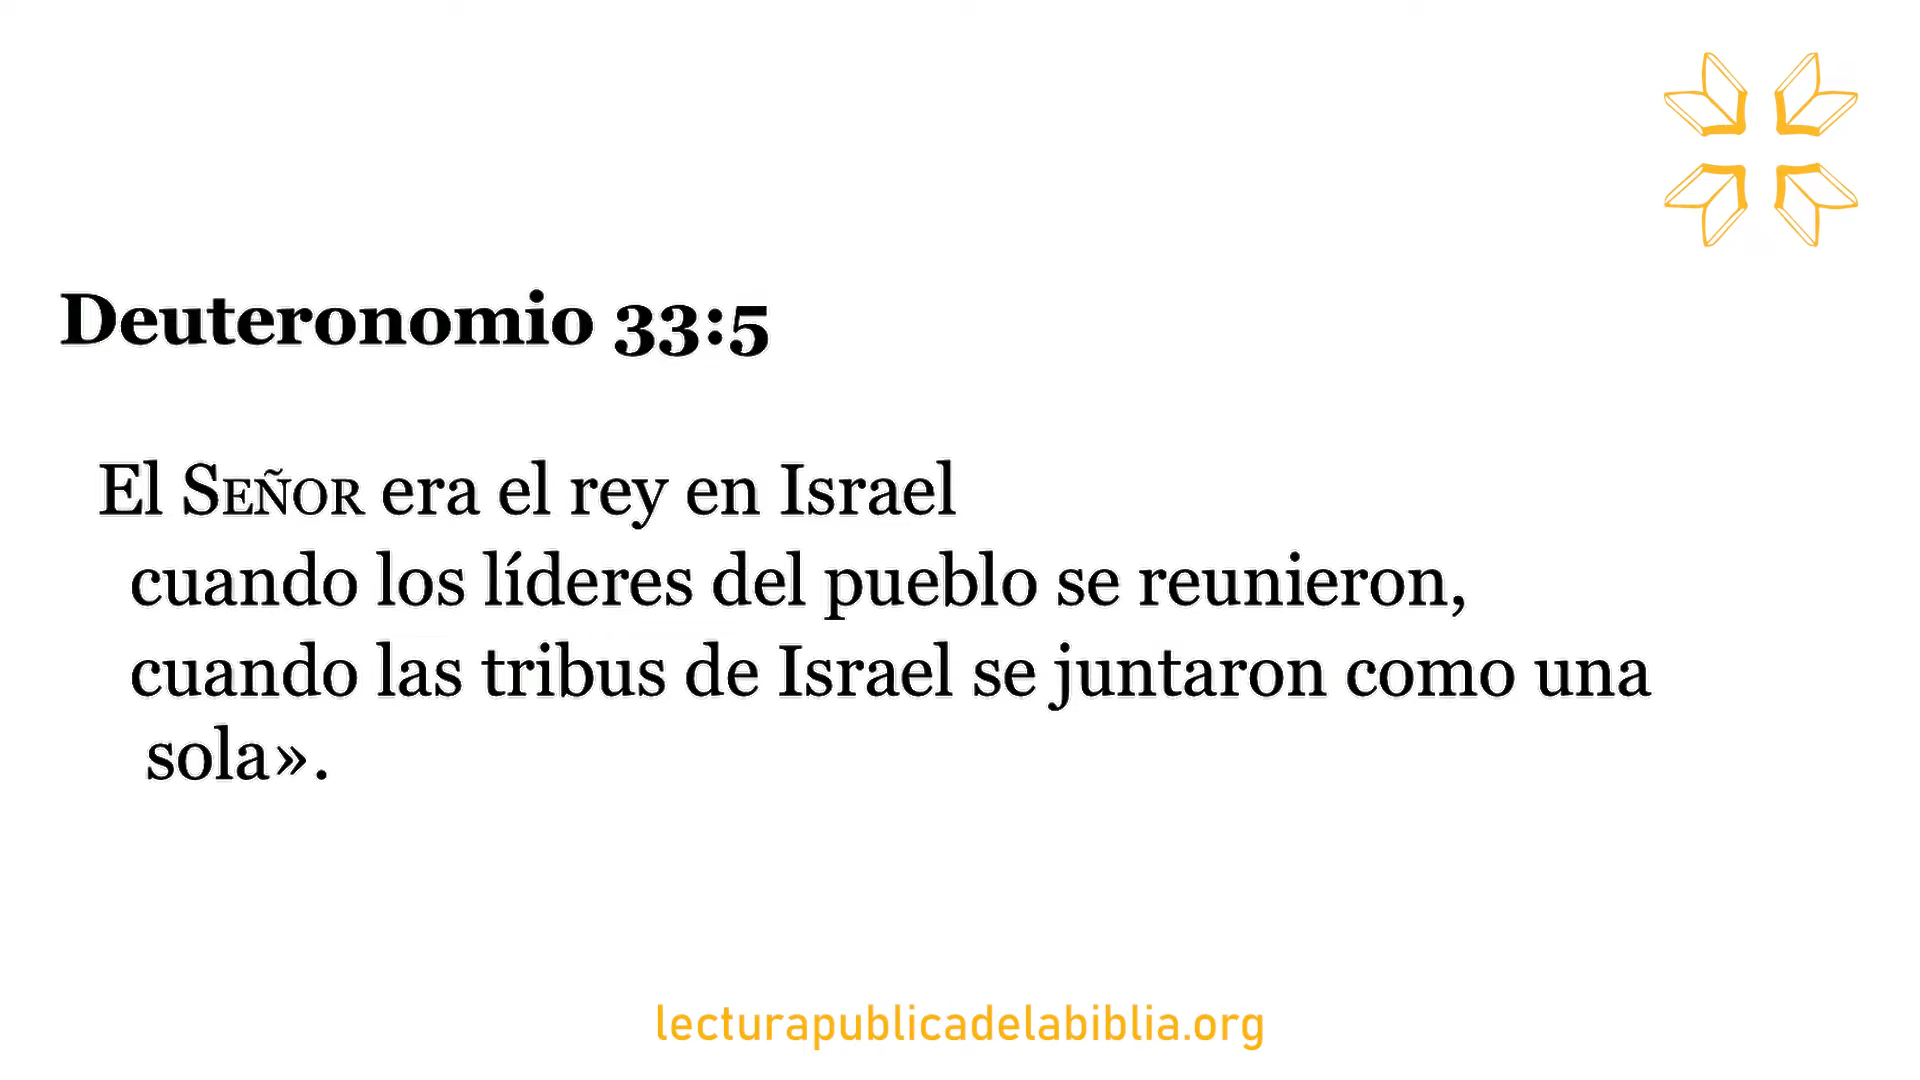 Deuteronomio 33:5
El SEÑOR era el rey en Israel
cuando los líderes del pueblo se reunieron,
cuando las tribus de Israel se juntaron como una
sola».
lecturapublicadelabiblia.org